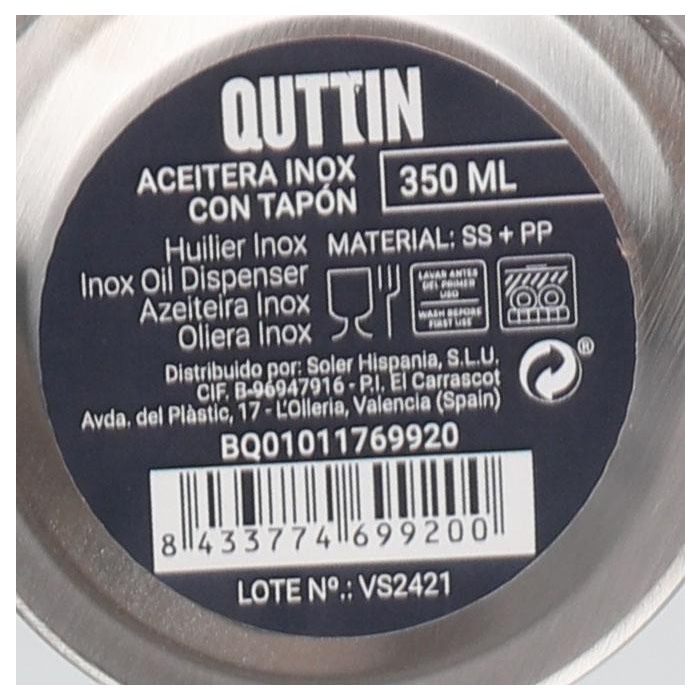 QUTTIN
ACEITERA INOX
CON TAPÓN
350 ML
Huilier Inox
Inox Oil Dispenser
Azeiteira Inox
Oliera Inox
MATERIAL: SS + PP
LAVAR ANTES
DEL PRIMER
USO
WASH BEFORE
FIRST USE
Distribuido por: Soler Hispania, S.L.U.
CIF. B-96947916 - P.I. El Carrascot
Avda. del Plàstic, 17 - L'Olleria, Valencia (Spain)
®
BQ01011769920
8 433774 699200
LOTE Nº.: VS2421